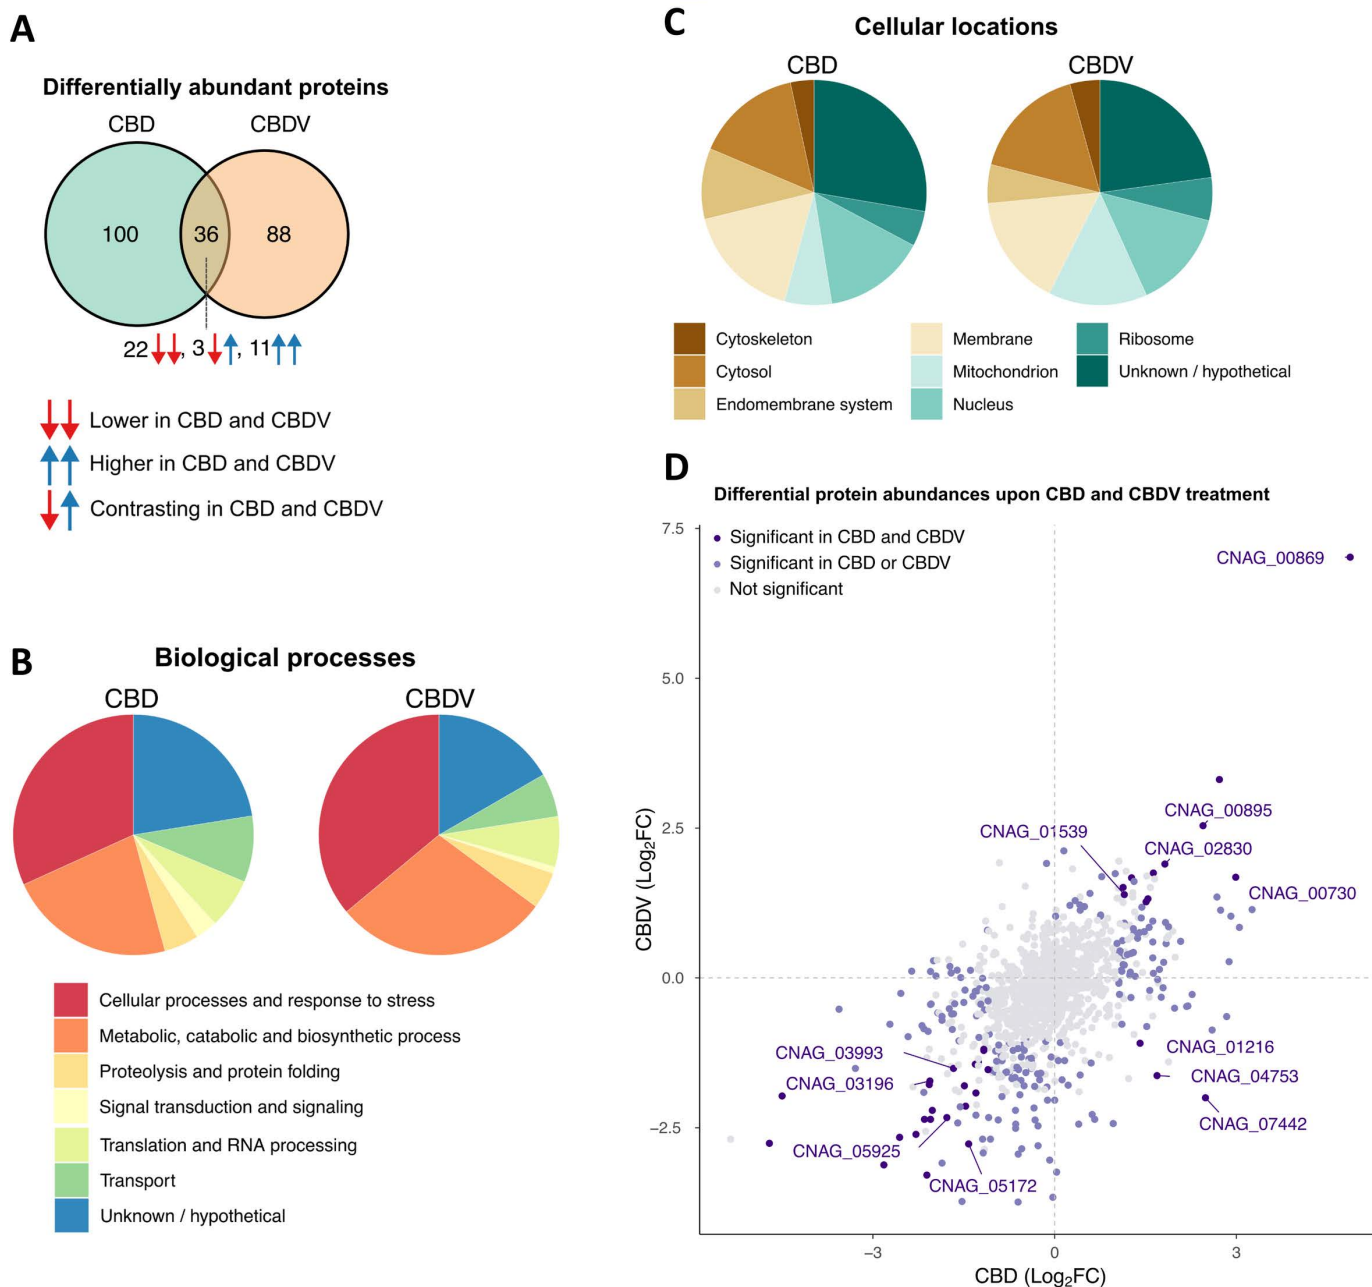 A
Differentially abundant proteins
CBD
CBDV
100
36
88
22 , 3 , 11
Lower in CBD and CBDV
Higher in CBD and CBDV
Contrasting in CBD and CBDV
B
Biological processes
CBD
CBDV
Cellular processes and response to stress
Metabolic, catabolic and biosynthetic process
Proteolysis and protein folding
Signal transduction and signaling
Translation and RNA processing
Transport
Unknown / hypothetical
C
Cellular locations
CBD
CBDV
Cytoskeleton
Cytosol
Endomembrane system
Membrane
Mitochondrion
Nucleus
Ribosome
Unknown / hypothetical
D
Differential protein abundances upon CBD and CBDV treatment
Significant in CBD and CBDV
Significant in CBD or CBDV
Not significant
7.5
5.0
2.5
0.0
−2.5
CBDV (Log₂FC)
CNAG_00869
CNAG_00895
CNAG_01539
CNAG_02830
CNAG_00730
CNAG_03993
CNAG_01216
CNAG_03196
CNAG_04753
CNAG_07442
CNAG_05925
CNAG_05172
−3
0
3
CBD (Log₂FC)